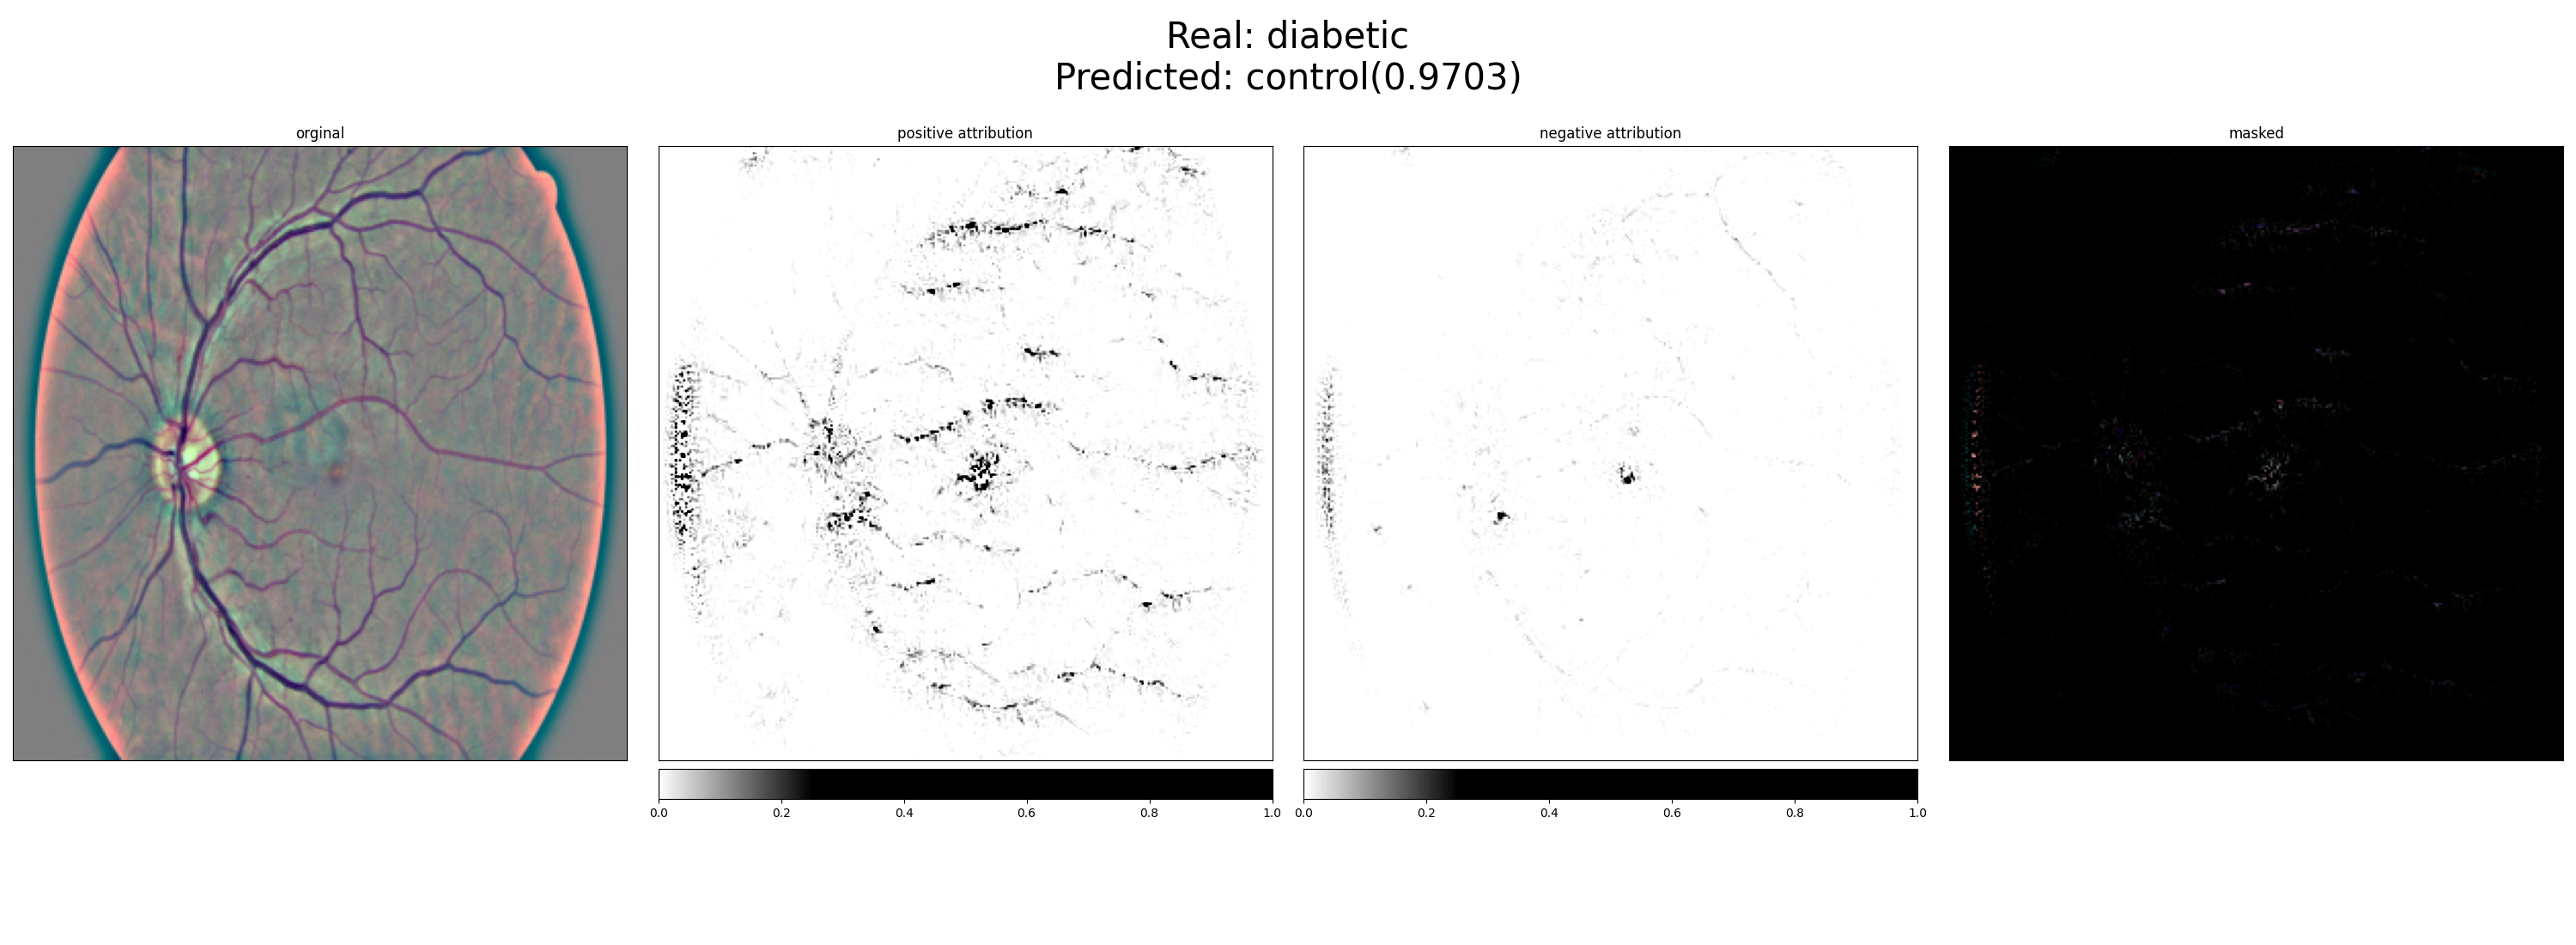 Real: diabetic
Predicted: control(0.9703)
orginal
positive attribution
negative attribution
masked
0.0 0.2 0.4 0.6 0.8 1.0
0.0 0.2 0.4 0.6 0.8 1.0